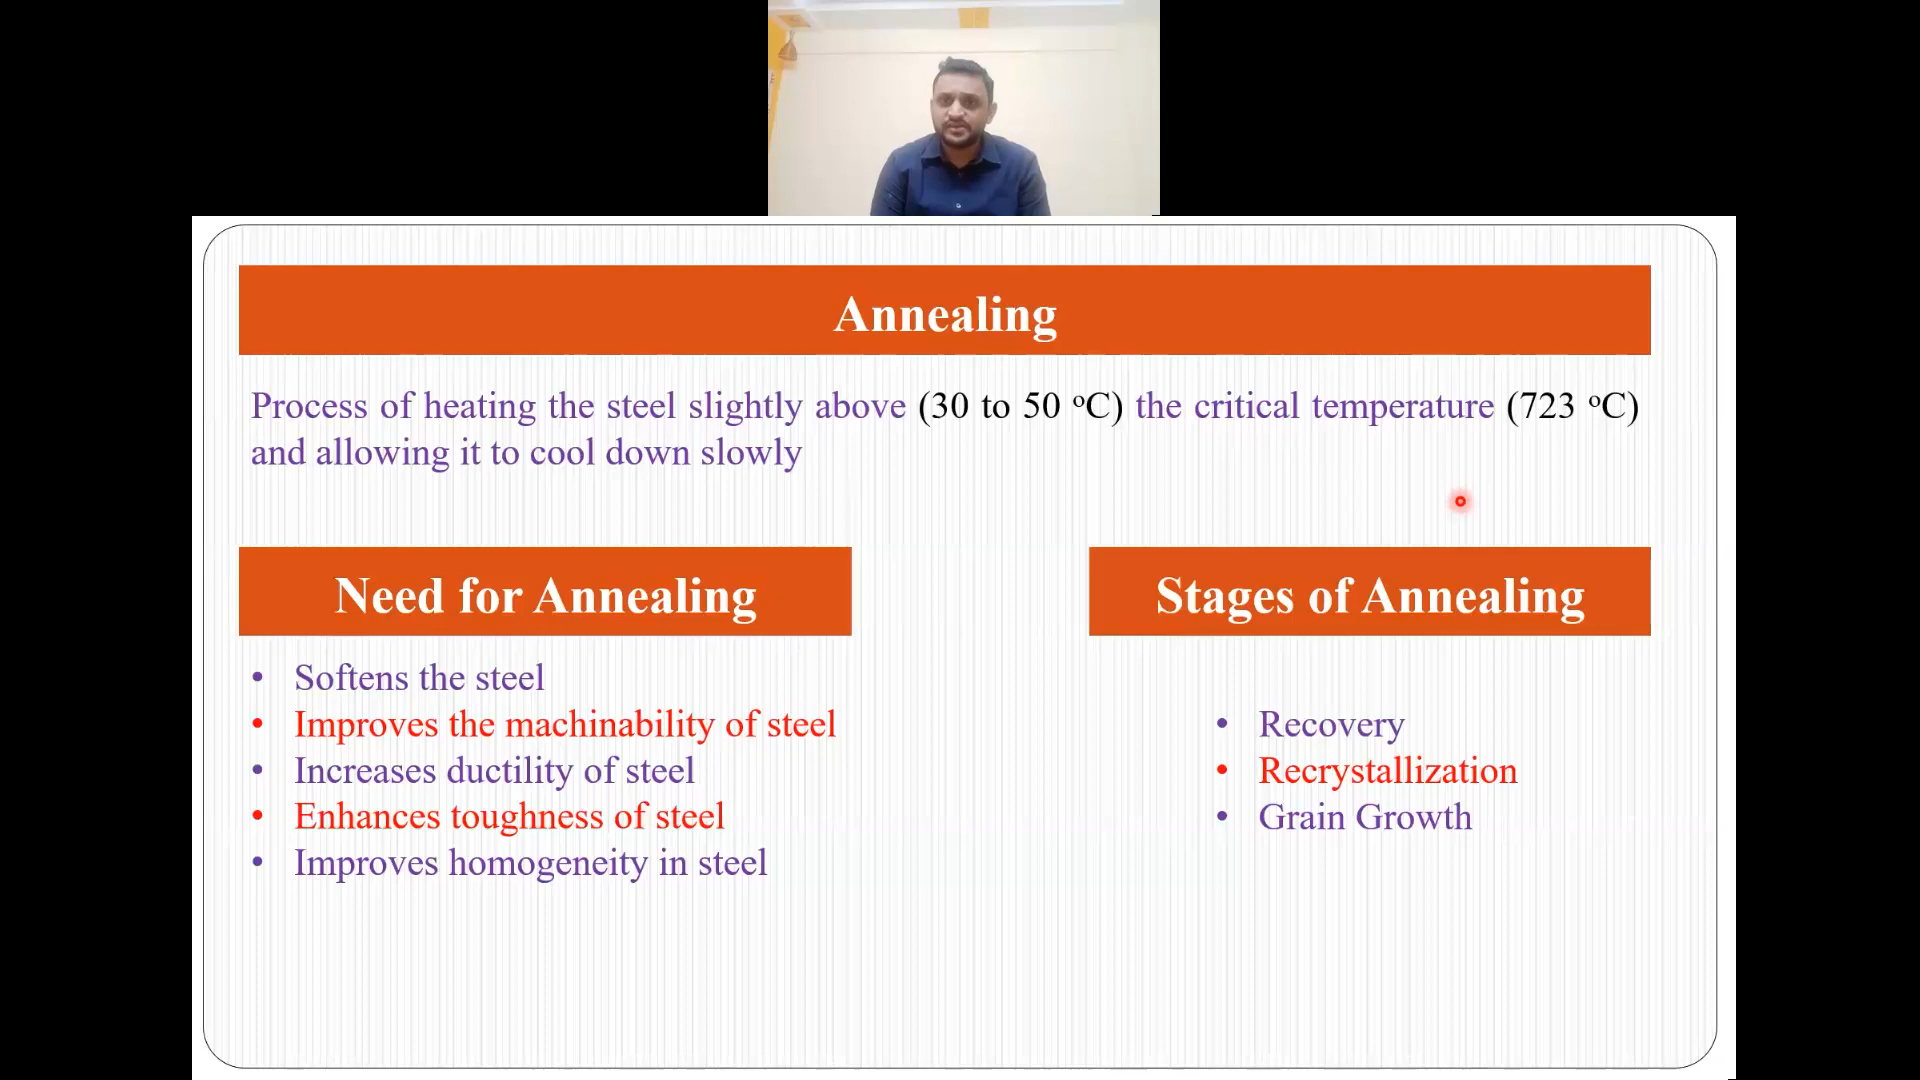 Annealing
Process of heating the steel slightly above (30 to 50 ºC) the critical temperature (723 ºC)
and allowing it to cool down slowly
Need for Annealing
• Softens the steel
• Improves the machinability of steel
• Increases ductility of steel
• Enhances toughness of steel
• Improves homogeneity in steel
Stages of Annealing
• Recovery
• Recrystallization
• Grain Growth